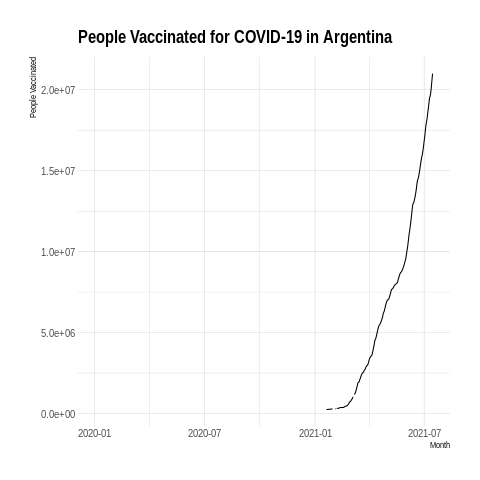 People Vaccinated for COVID-19 in Argentina
People Vaccinated
2.0e+07
1.5e+07
1.0e+07
5.0e+06
0.0e+00
2020-01 2020-07 2021-01 2021-07
Month